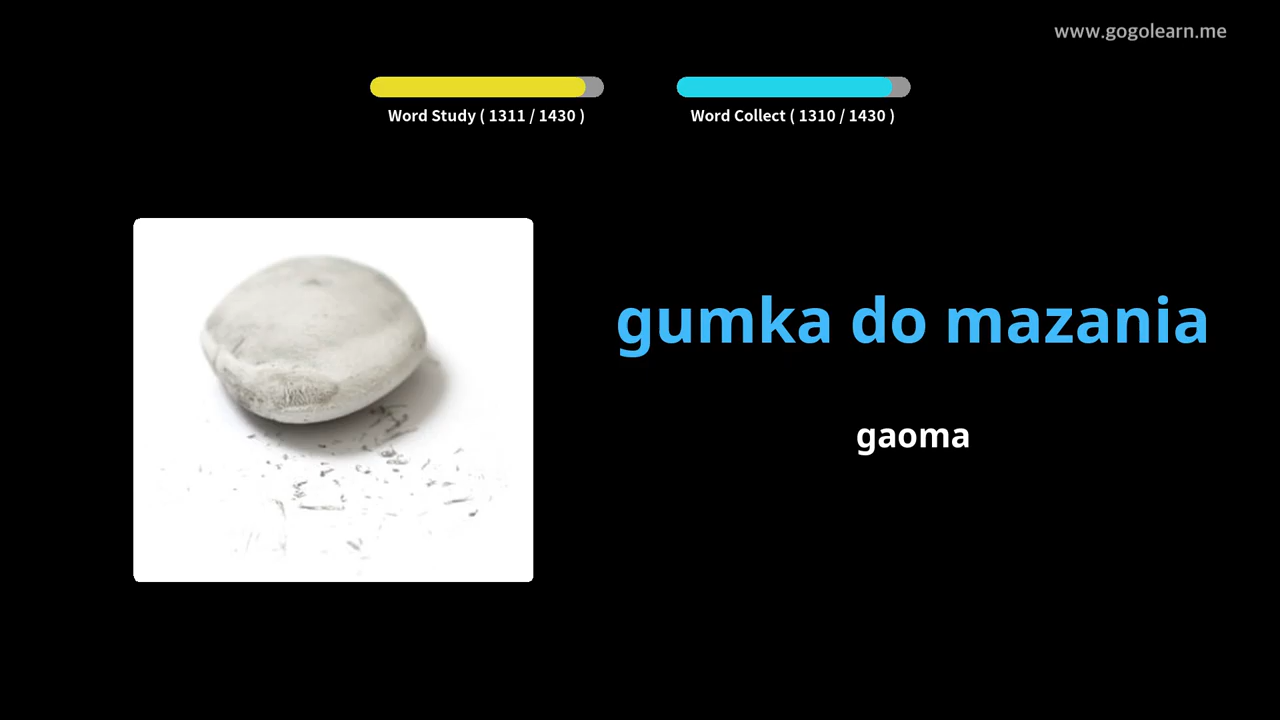 www.gogolearn.me
Word Study ( 1311 / 1430 )
Word Collect ( 1310 / 1430 )
gumka do mazania
gaoma